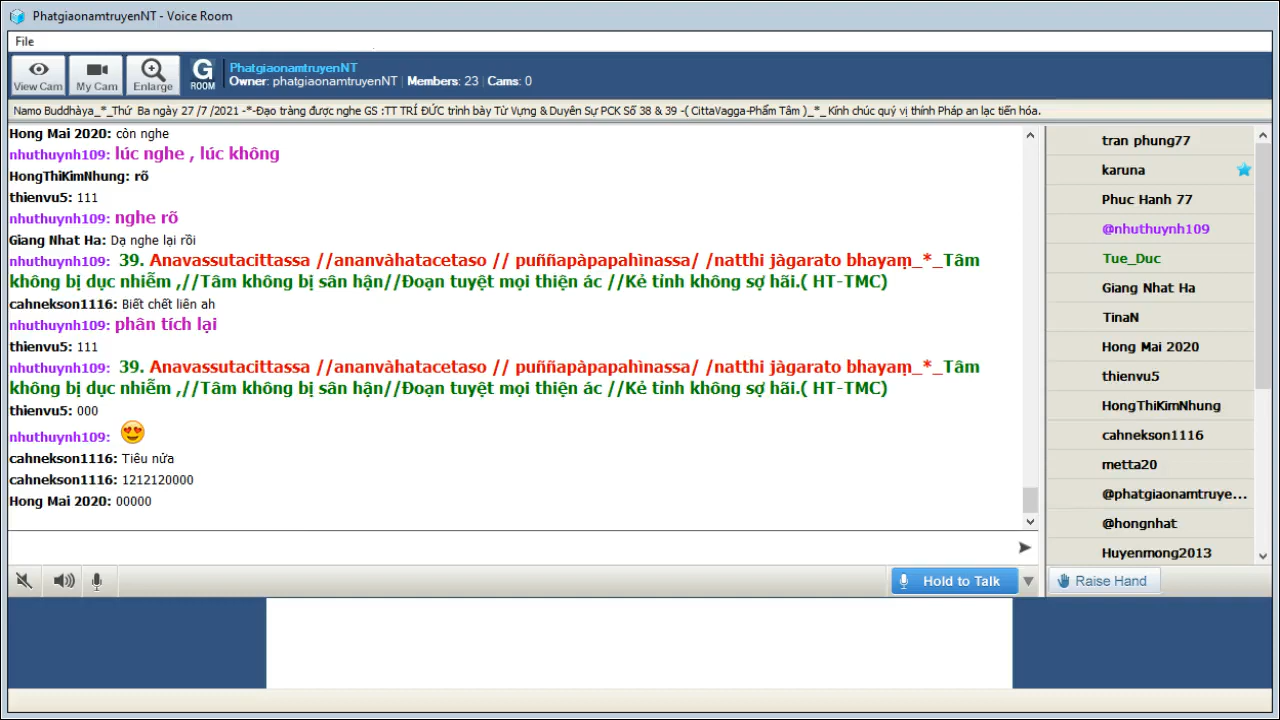 PhatgiaonamtruyenNT - Voice Room
File
View Cam
My Cam
Enlarge
G ROOM
PhatgiaonamtruyenNT
Owner: phatgiaonamtruyenNT | Members: 23 | Cams: 0
Namo Buddhàya_*_Thứ Ba ngày 27 /7 /2021 -*-Đạo tràng được nghe GS :TT TRÍ ĐỨC trình bày Từ Vựng & Duyên Sự PCK Số 38 & 39 -( CittaVagga-Phẩm Tâm )_*_ Kính chúc quý vị thính Pháp an lạc tiến hóa.
Hong Mai 2020: còn nghe
nhuthuynh109: lúc nghe , lúc không
HongThiKimNhung: rõ
thienvu5: 111
nhuthuynh109: nghe rõ
Giang Nhat Ha: Dạ nghe lại rồi
nhuthuynh109: 39. Anavassutacittassa //ananvàhatacetaso // puññapàpapahìnassa/ /natthi jàgarato bhayaṃ_*_Tâm
không bị dục nhiễm ,//Tâm không bị sân hận//Đoạn tuyệt mọi thiện ác //Kẻ tỉnh không sợ hãi.( HT-TMC)
cahnekson1116: Biết chết liên ah
nhuthuynh109: phân tích lại
thienvu5: 111
nhuthuynh109: 39. Anavassutacittassa //ananvàhatacetaso // puññapàpapahìnassa/ /natthi jàgarato bhayaṃ_*_Tâm
không bị dục nhiễm ,//Tâm không bị sân hận//Đoạn tuyệt mọi thiện ác //Kẻ tỉnh không sợ hãi.( HT-TMC)
thienvu5: 000
nhuthuynh109:
cahnekson1116: Tiêu nữa
cahnekson1116: 1212120000
Hong Mai 2020: 00000
tran phung77
karuna
Phuc Hanh 77
@nhuthuynh109
Tue_Duc
Giang Nhat Ha
TinaN
Hong Mai 2020
thienvu5
HongThiKimNhung
cahnekson1116
metta20
@phatgiaonamtruye...
@hongnhat
Huyenmong2013
Hold to Talk
Raise Hand